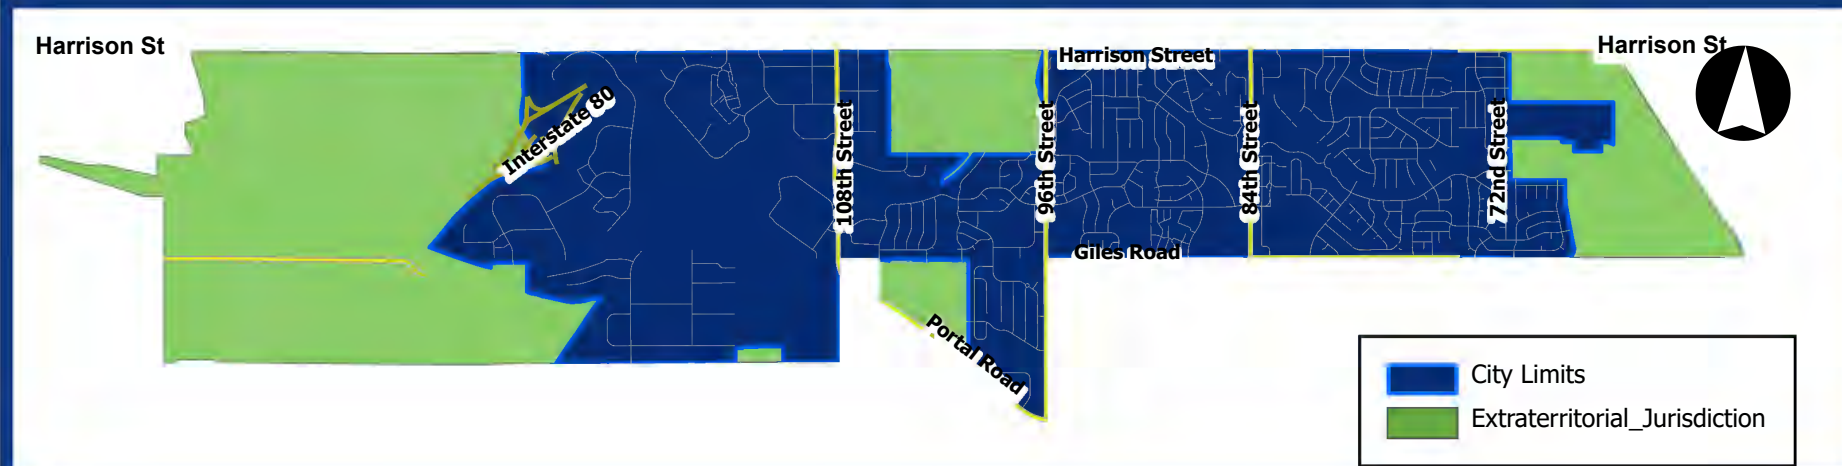 Harrison St
Harrison St
Harrison Street
Interstate 80
108th Street
96th Street
84th Street
72nd Street
Giles Road
Portal Road
City Limits
Extraterritorial_Jurisdiction